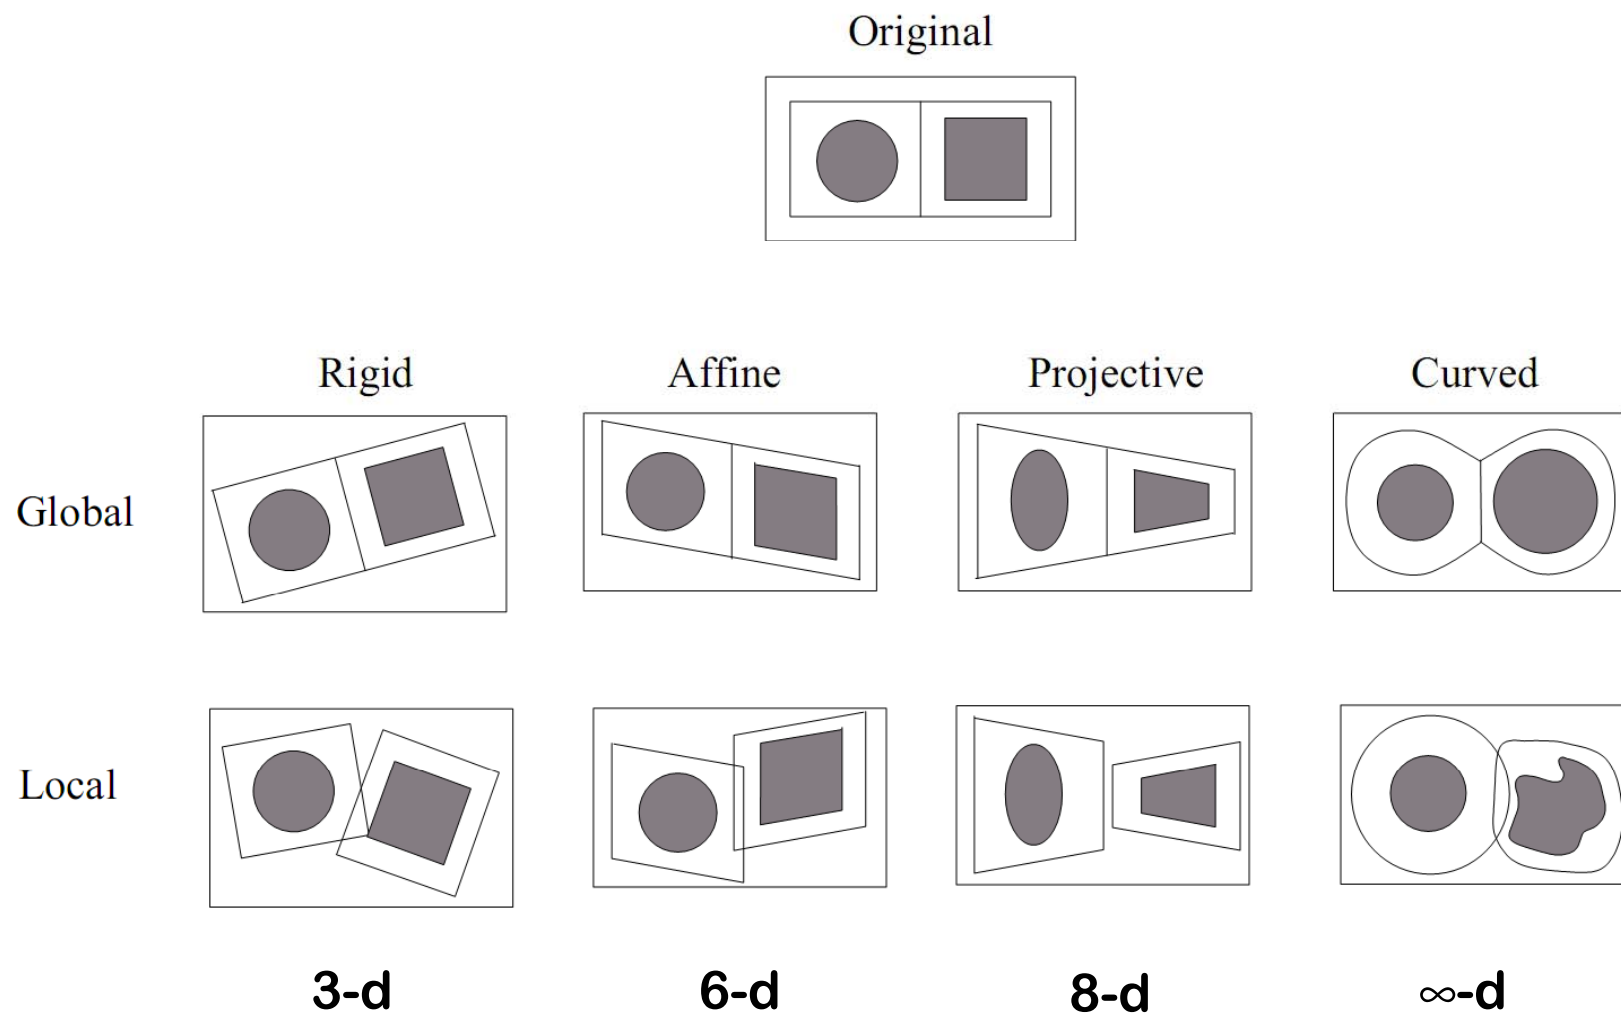 Original
Rigid Affine Projective Curved
Global
Local
3-d 6-d 8-d ∞-d